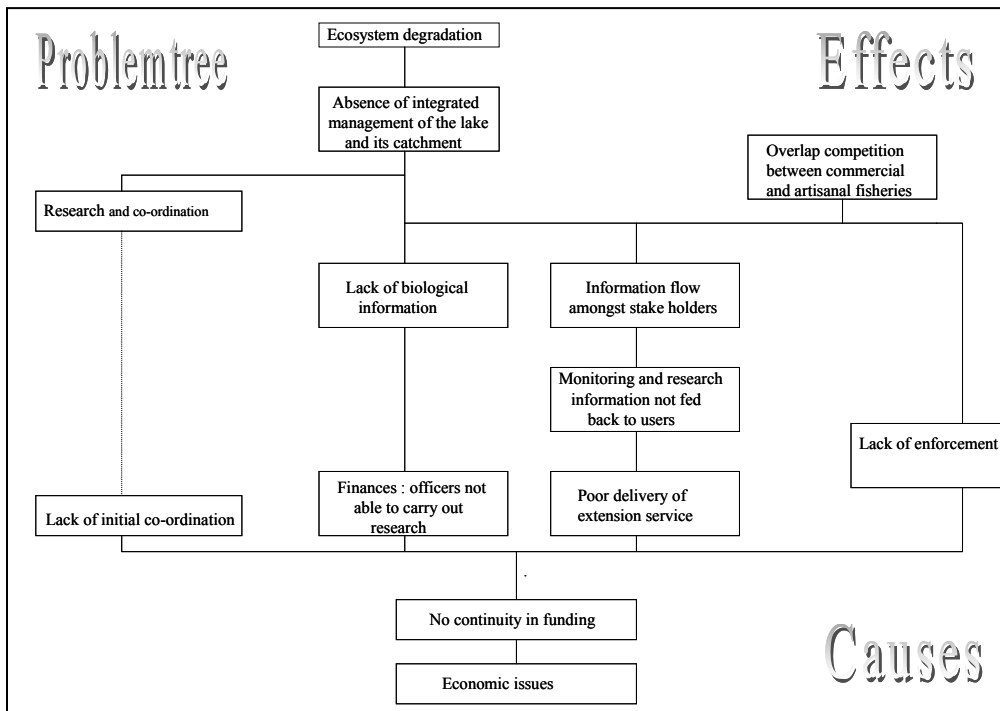 Problem tree
Effects
Ecosystem degradation
Absence of integrated
management of the lake
and its catchment
Overlap competition
between commercial
and artisanal fisheries
Research and co-ordination
Lack of biological
information
Information flow
amongst stake holders
Monitoring and research
information not fed
back to users
Lack of enforcement
Lack of initial co-ordination
Finances : officers not
able to carry out
research
Poor delivery of
extension service
No continuity in funding
Economic issues
Causes